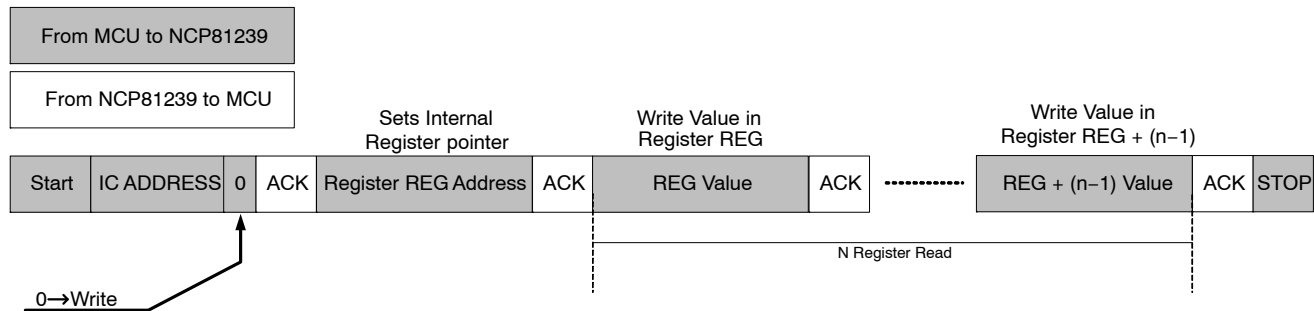 From MCU to NCP81239
From NCP81239 to MCU
Sets Internal
Register pointer
Write Value in
Register REG
Write Value in
Register REG + (n−1)
Start IC ADDRESS 0 ACK Register REG Address ACK REG Value ACK REG + (n−1) Value ACK STOP
N Register Read
0→Write